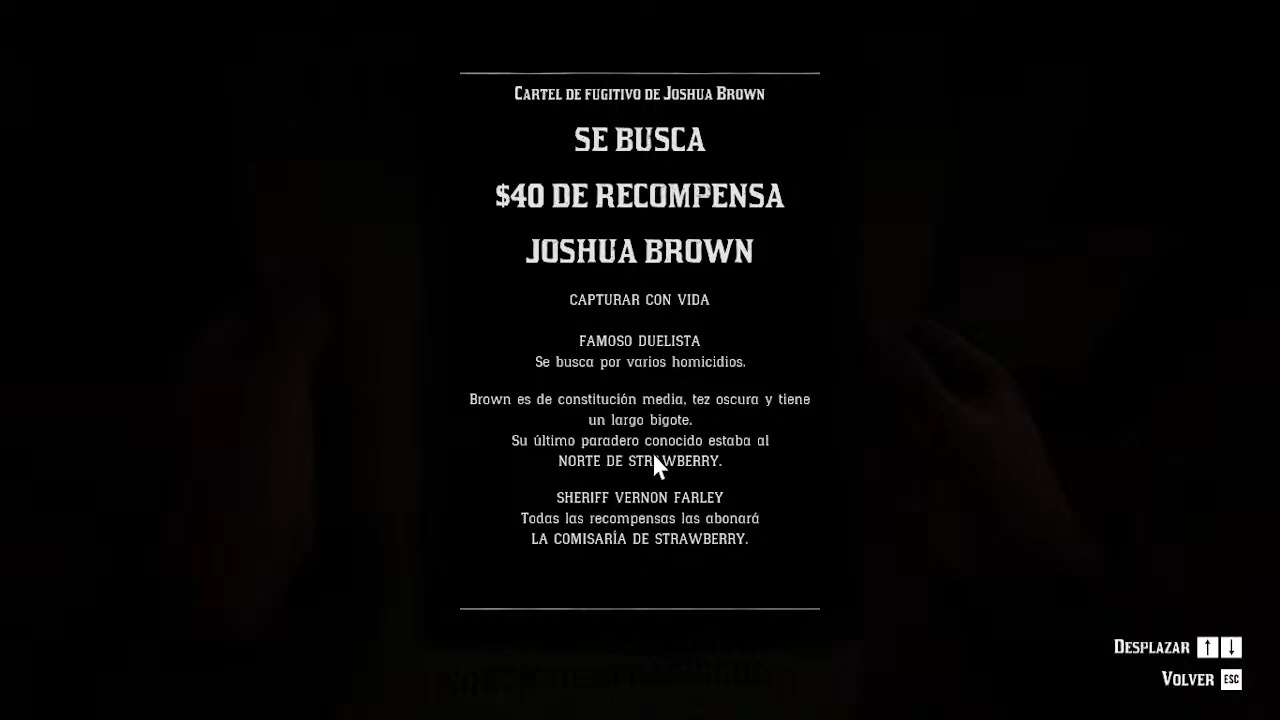 Cartel de fugitivo de Joshua Brown
SE BUSCA
$40 DE RECOMPENSA
JOSHUA BROWN
CAPTURAR CON VIDA
FAMOSO DUELISTA
Se busca por varios homicidios.
Brown es de constitución media, tez oscura y tiene
un largo bigote.
Su último paradero conocido estaba al
NORTE DE STRAWBERRY.
SHERIFF VERNON FARLEY
Todas las recompensas las abonará
LA COMISARÍA DE STRAWBERRY.
Desplazar ↑ ↓
Volver ESC